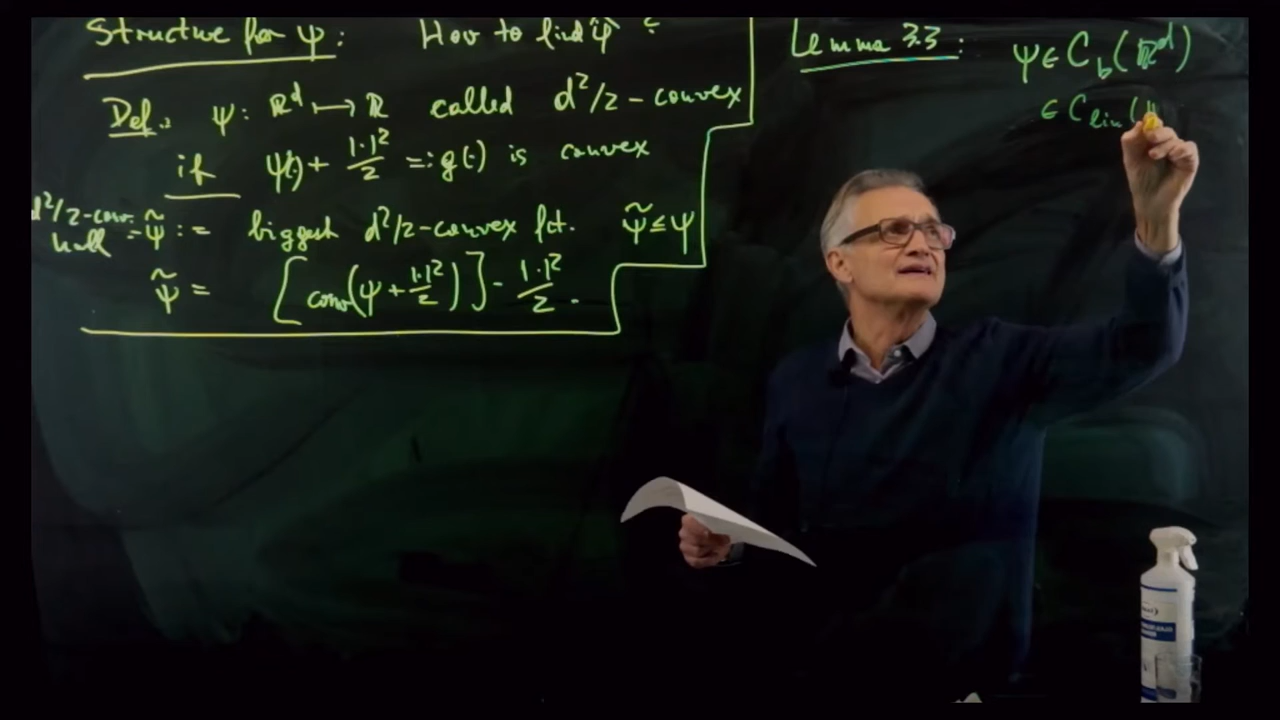 Structure for ψ: How to find ψ̂ ?
Def.: ψ: ℝᵈ ↦ ℝ called d²/2-convex
if ψ(·) + |·|²/2 =: g(·) is convex
d²/2-conv. hull = ψ̃ := biggest d²/2-convex fct. ψ̃ ≤ ψ
ψ̃ = [conv(ψ + |·|²/2)] - |·|²/2 .
Lemma 3.3: ψ ∈ C_b(ℝᵈ)
∈ C_lin(